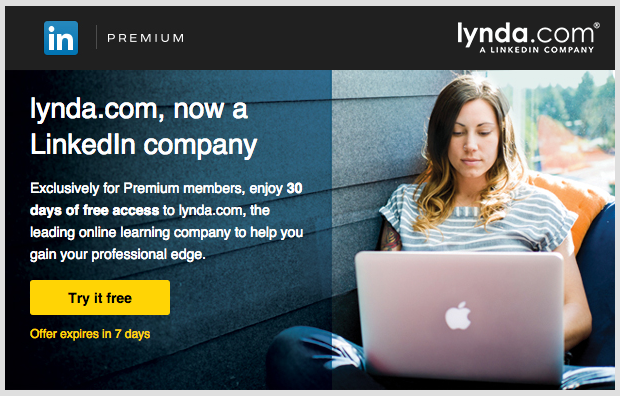 in PREMIUM
lynda.com®
A LINKEDIN COMPANY
lynda.com, now a
LinkedIn company
Exclusively for Premium members, enjoy 30
days of free access to lynda.com, the
leading online learning company to help you
gain your professional edge.
Try it free
Offer expires in 7 days